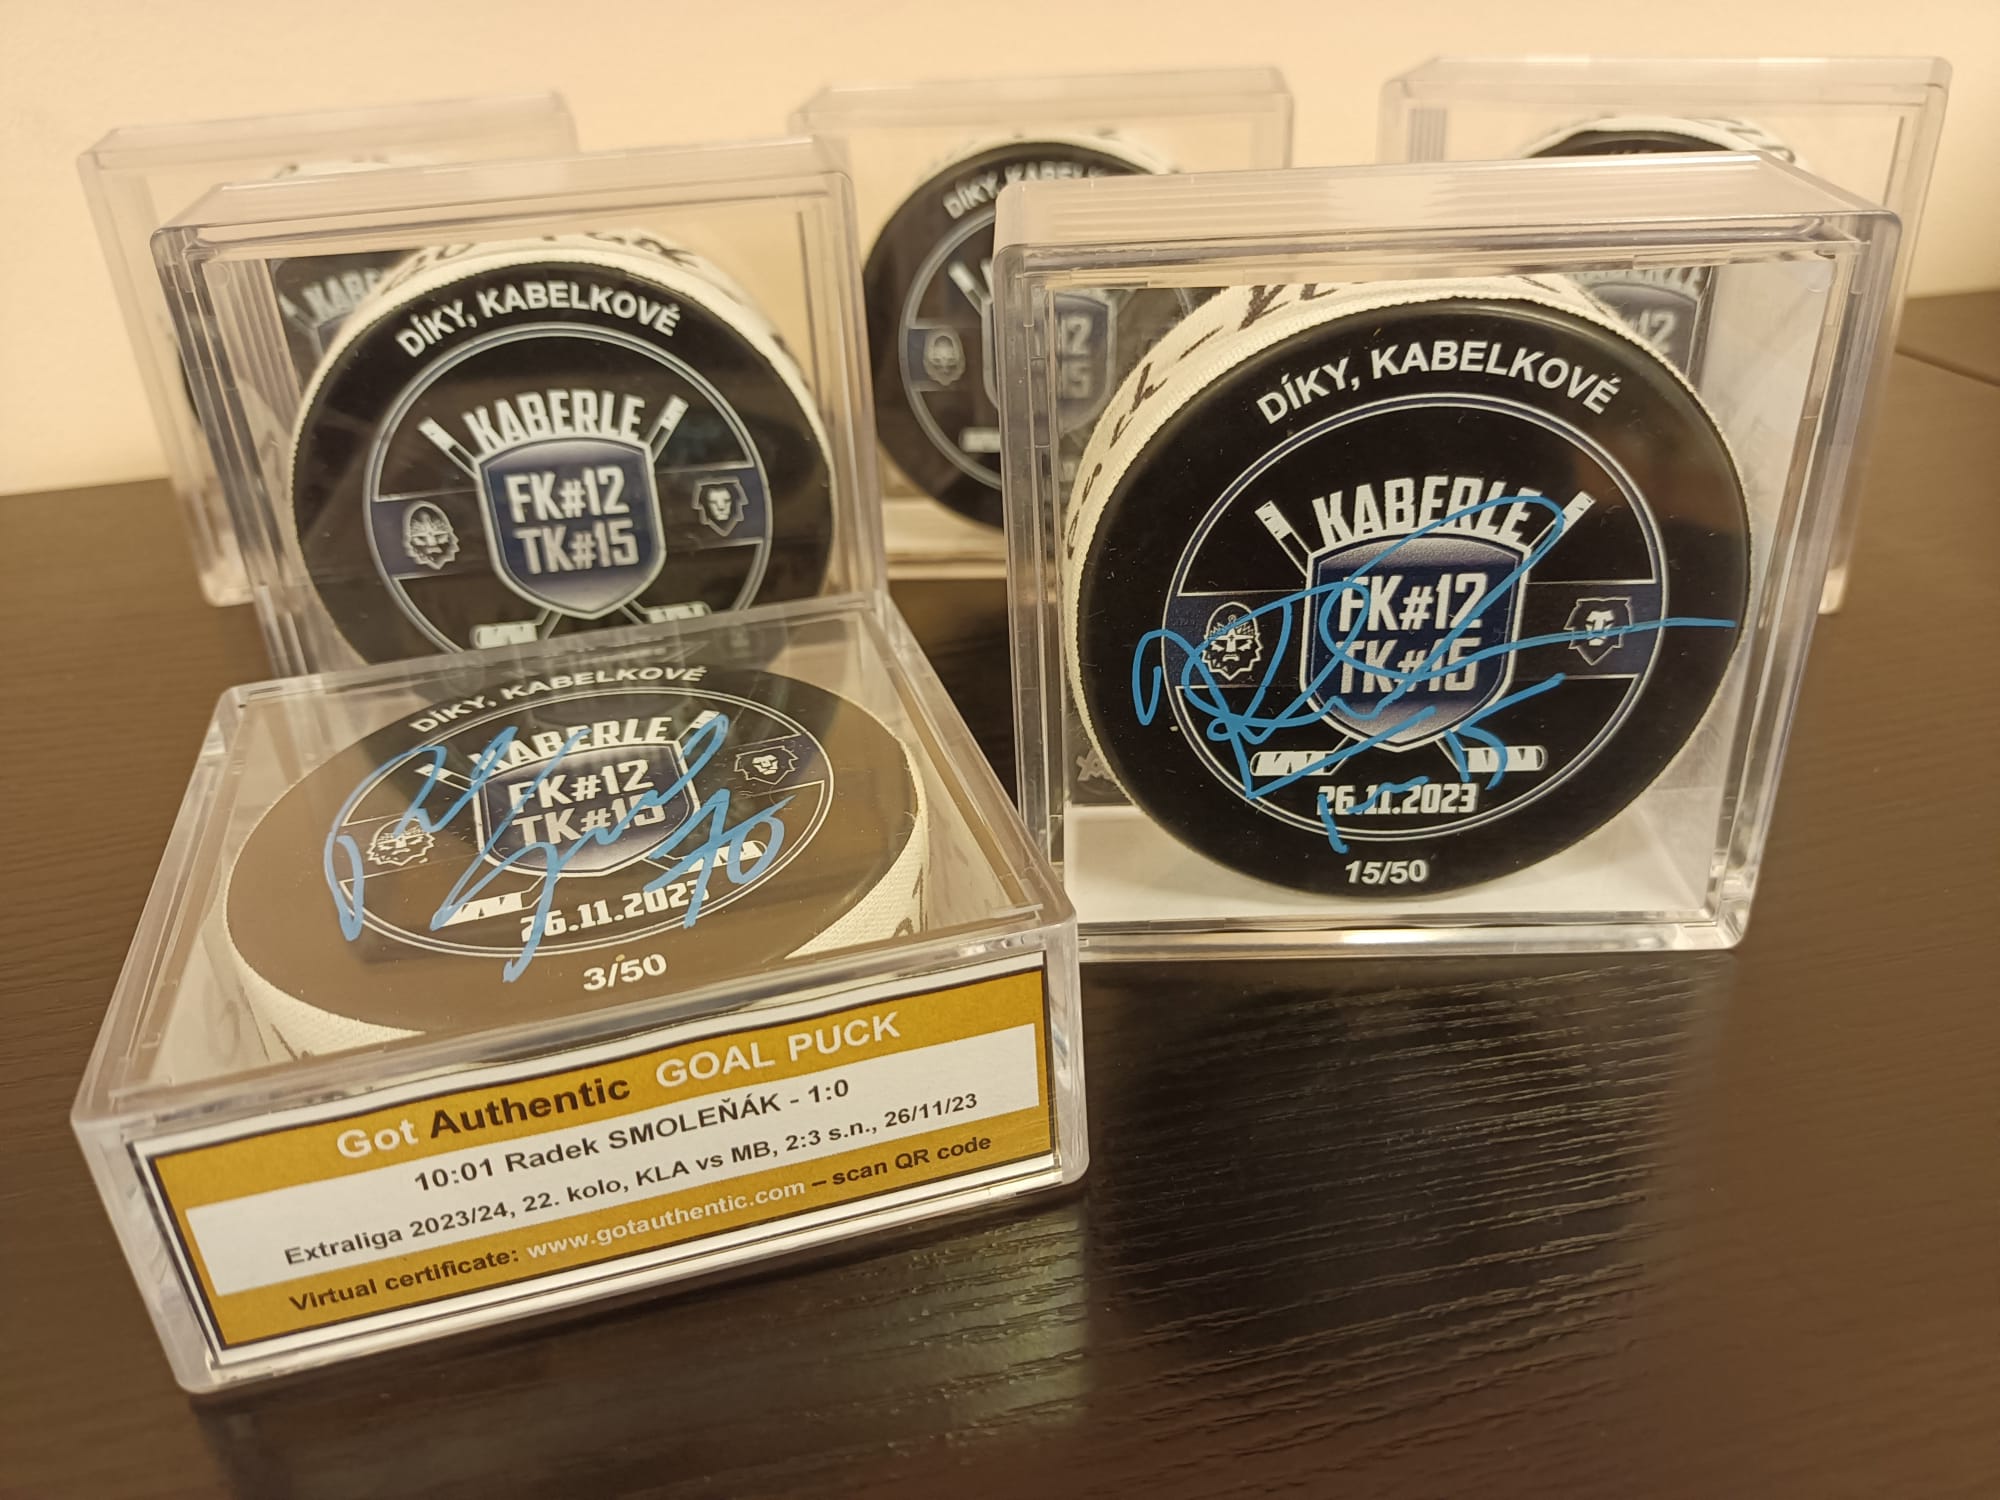 DÍKY, KABELKOVÉ
KABERLE
FK#12
TK#15
DÍKY, KABELKOVÉ
KABERLE
FK#12
TK#15
26.11.2023
15/50
DÍKY, KABELKOVÉ
KABERLE
FK#12
TK#15
26.11.2023
3/50
Got Authentic GOAL PUCK
10:01 Radek SMOLEŇÁK - 1:0
Extraliga 2023/24, 22. kolo, KLA vs MB, 2:3 s.n., 26/11/23
Virtual certificate: www.gotauthentic.com – scan QR code